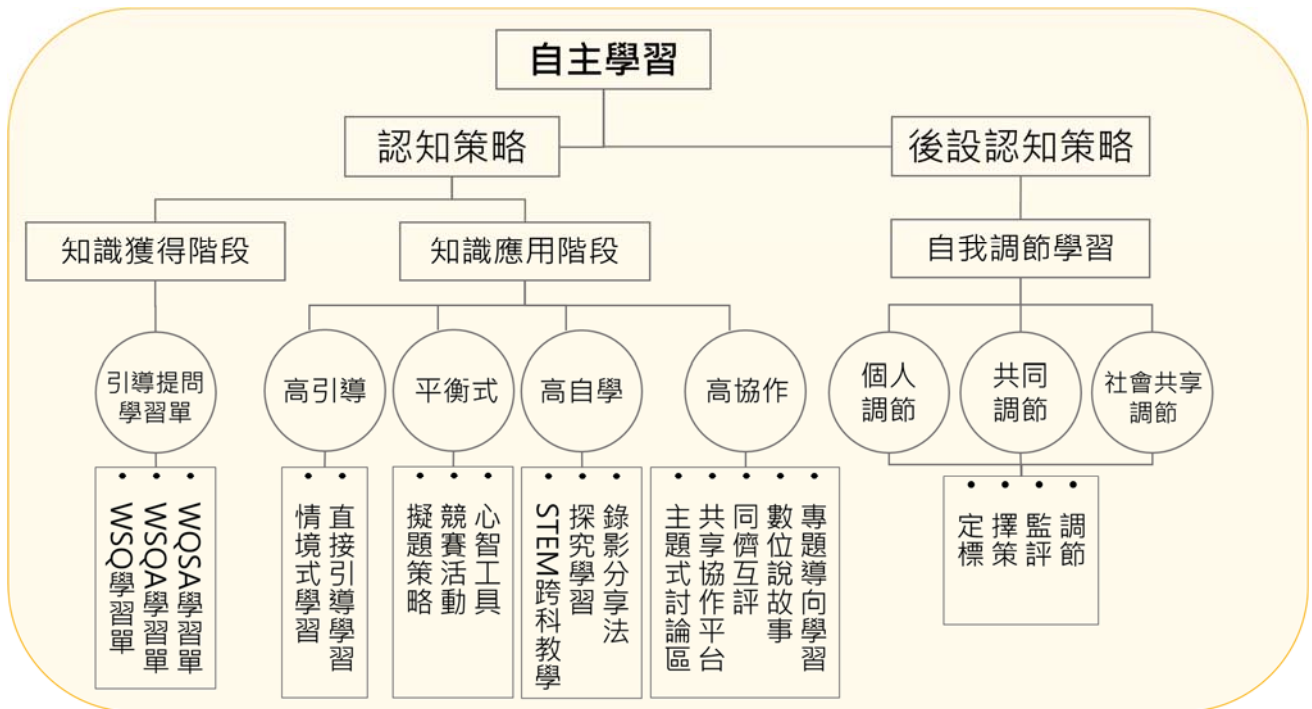 自主學習
認知策略
後設認知策略
知識獲得階段
知識應用階段
自我調節學習
引導提問
學習單
高引導
平衡式
高自學
高協作
個人
調節
共同
調節
社會共享
調節
• WQSA學習單
• WSQA學習單
• WSQ學習單
• 直接引導學習
• 情境式學習
• 心智工具
• 競賽活動
• 擬題策略
• 錄影分享法
• 探究學習
• STEM跨科教學
• 專題導向學習
• 數位說故事
• 同儕互評
• 共享協作平台
• 主題式討論區
• 調節
• 監評
• 擇策
• 定標